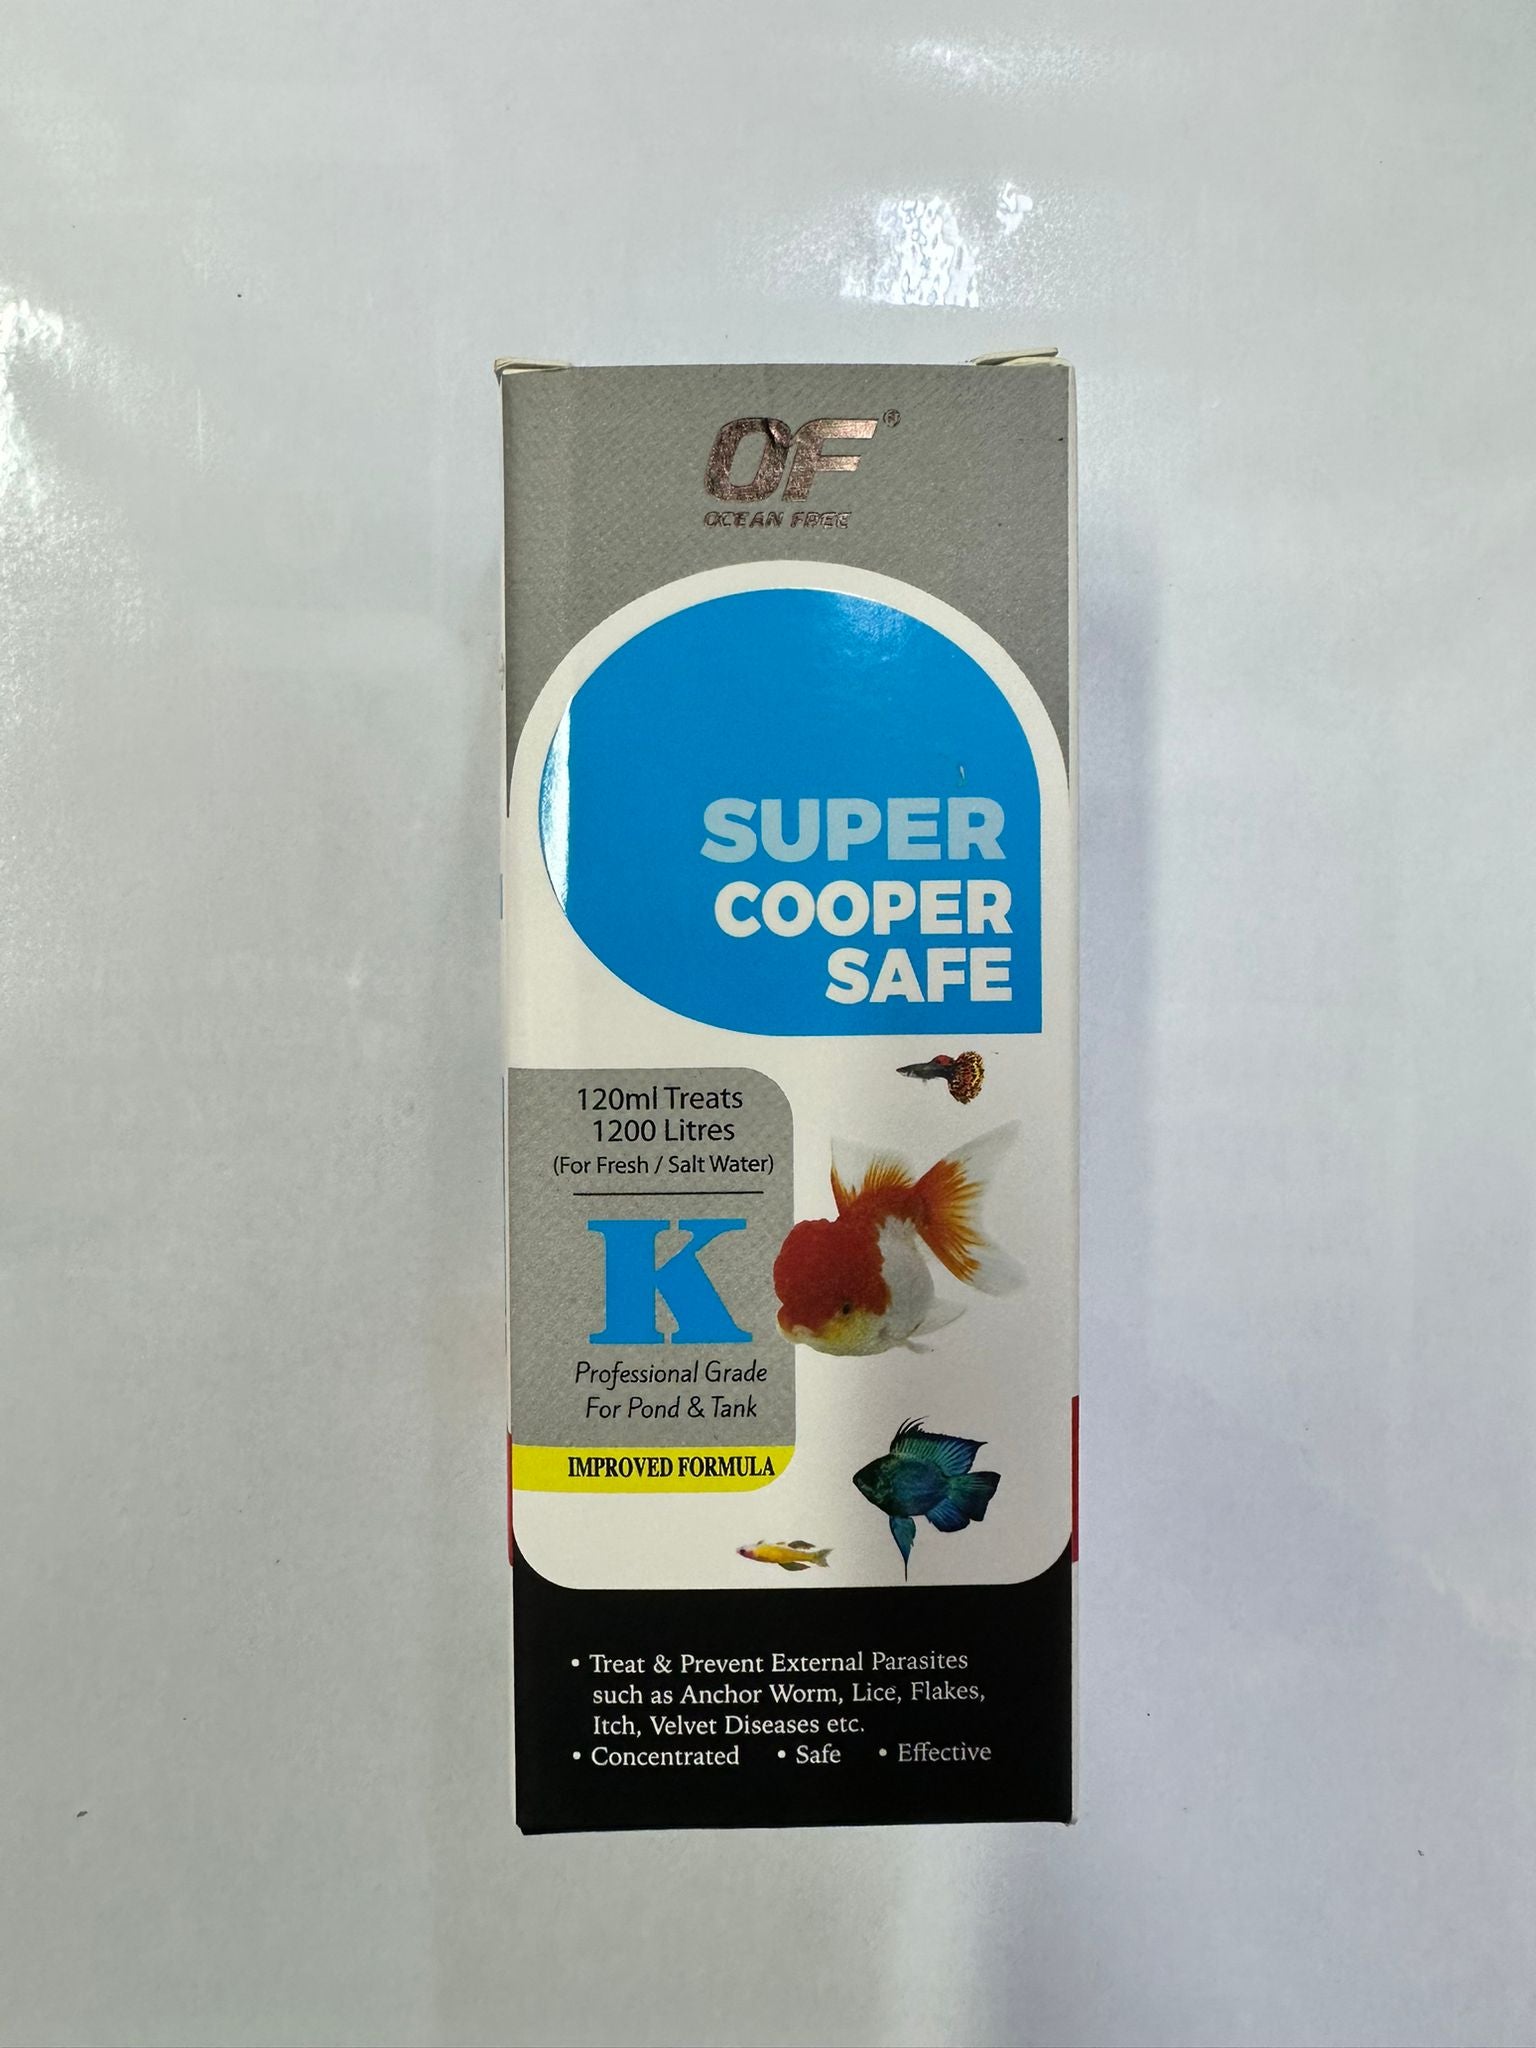 OF®
OCEAN FREE
SUPER
COOPER
SAFE
120ml Treats
1200 Litres
(For Fresh / Salt Water)
K
Professional Grade
For Pond & Tank
IMPROVED FORMULA
• Treat & Prevent External Parasites
such as Anchor Worm, Lice, Flakes,
Itch, Velvet Diseases etc.
• Concentrated • Safe • Effective